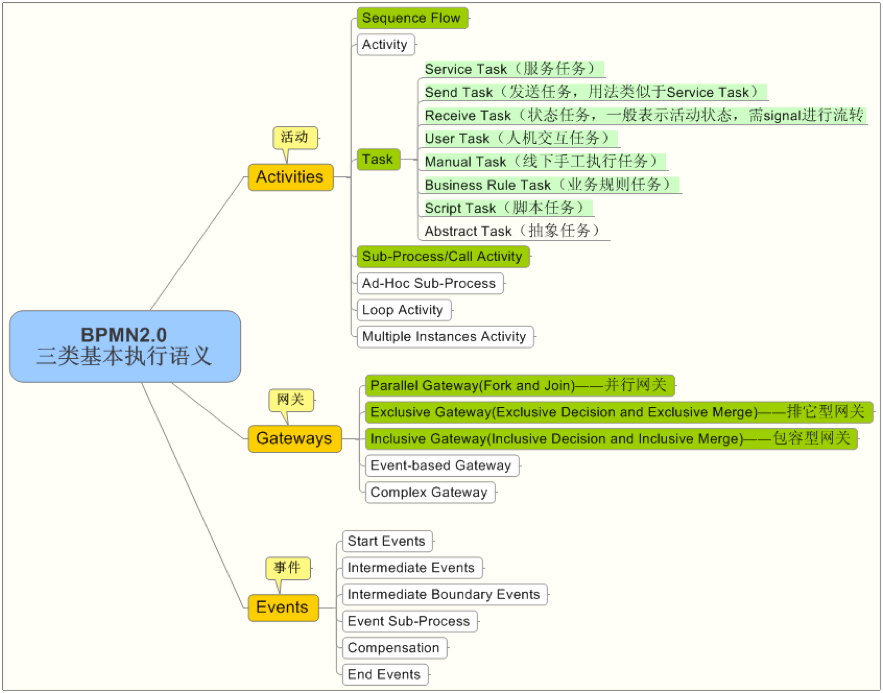 BPMN2.0
三类基本执行语义
活动
Activities
Sequence Flow
Activity
Task
Service Task（服务任务）
Send Task（发送任务，用法类似于Service Task）
Receive Task（状态任务，一般表示活动状态，需signal进行流转
User Task（人机交互任务）
Manual Task（线下手工执行任务）
Business Rule Task（业务规则任务）
Script Task（脚本任务）
Abstract Task（抽象任务）
Sub-Process/Call Activity
Ad-Hoc Sub-Process
Loop Activity
Multiple Instances Activity
网关
Gateways
Parallel Gateway(Fork and Join)——并行网关
Exclusive Gateway(Exclusive Decision and Exclusive Merge)——排它型网关
Inclusive Gateway(Inclusive Decision and Inclusive Merge)——包容型网关
Event-based Gateway
Complex Gateway
事件
Events
Start Events
Intermediate Events
Intermediate Boundary Events
Event Sub-Process
Compensation
End Events